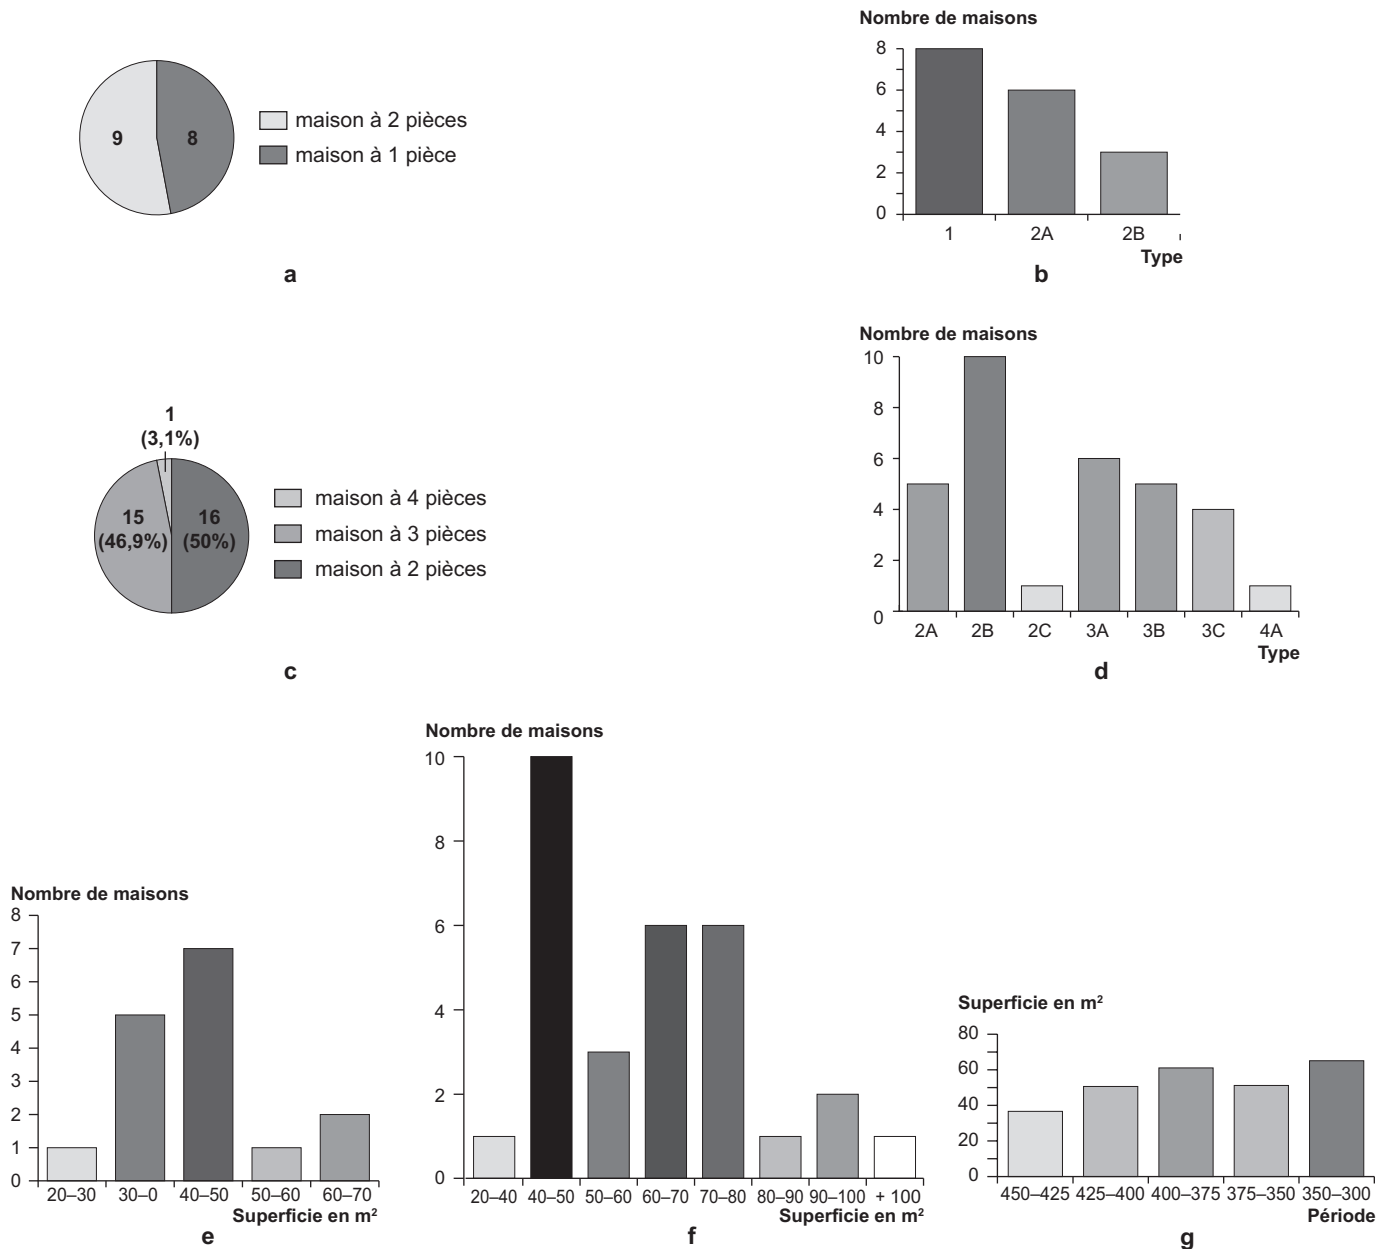 9
8
maison à 2 pièces
maison à 1 pièce
a
Nombre de maisons
8
6
4
2
0
1 2A 2B
Type
b
1
(3,1%)
15
(46,9%)
16
(50%)
maison à 4 pièces
maison à 3 pièces
maison à 2 pièces
c
Nombre de maisons
10
8
6
4
2
0
2A 2B 2C 3A 3B 3C 4A
Type
d
Nombre de maisons
8
7
6
5
4
3
2
1
0
20–30 30–0 40–50 50–60 60–70
Superficie en m²
e
Nombre de maisons
10
8
6
4
2
0
20–40 40–50 50–60 60–70 70–80 80–90 90–100 + 100
Superficie en m²
f
Superficie en m²
80
60
40
20
0
450–425 425–400 400–375 375–350 350–300
Période
g